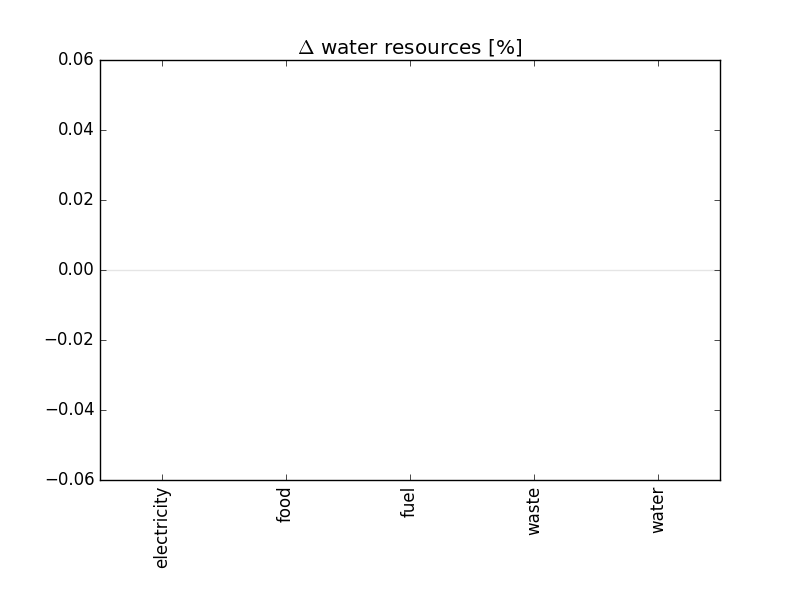 Δ water resources [%]
0.06
0.04
0.02
0.00
−0.02
−0.04
−0.06
electricity
food
fuel
waste
water